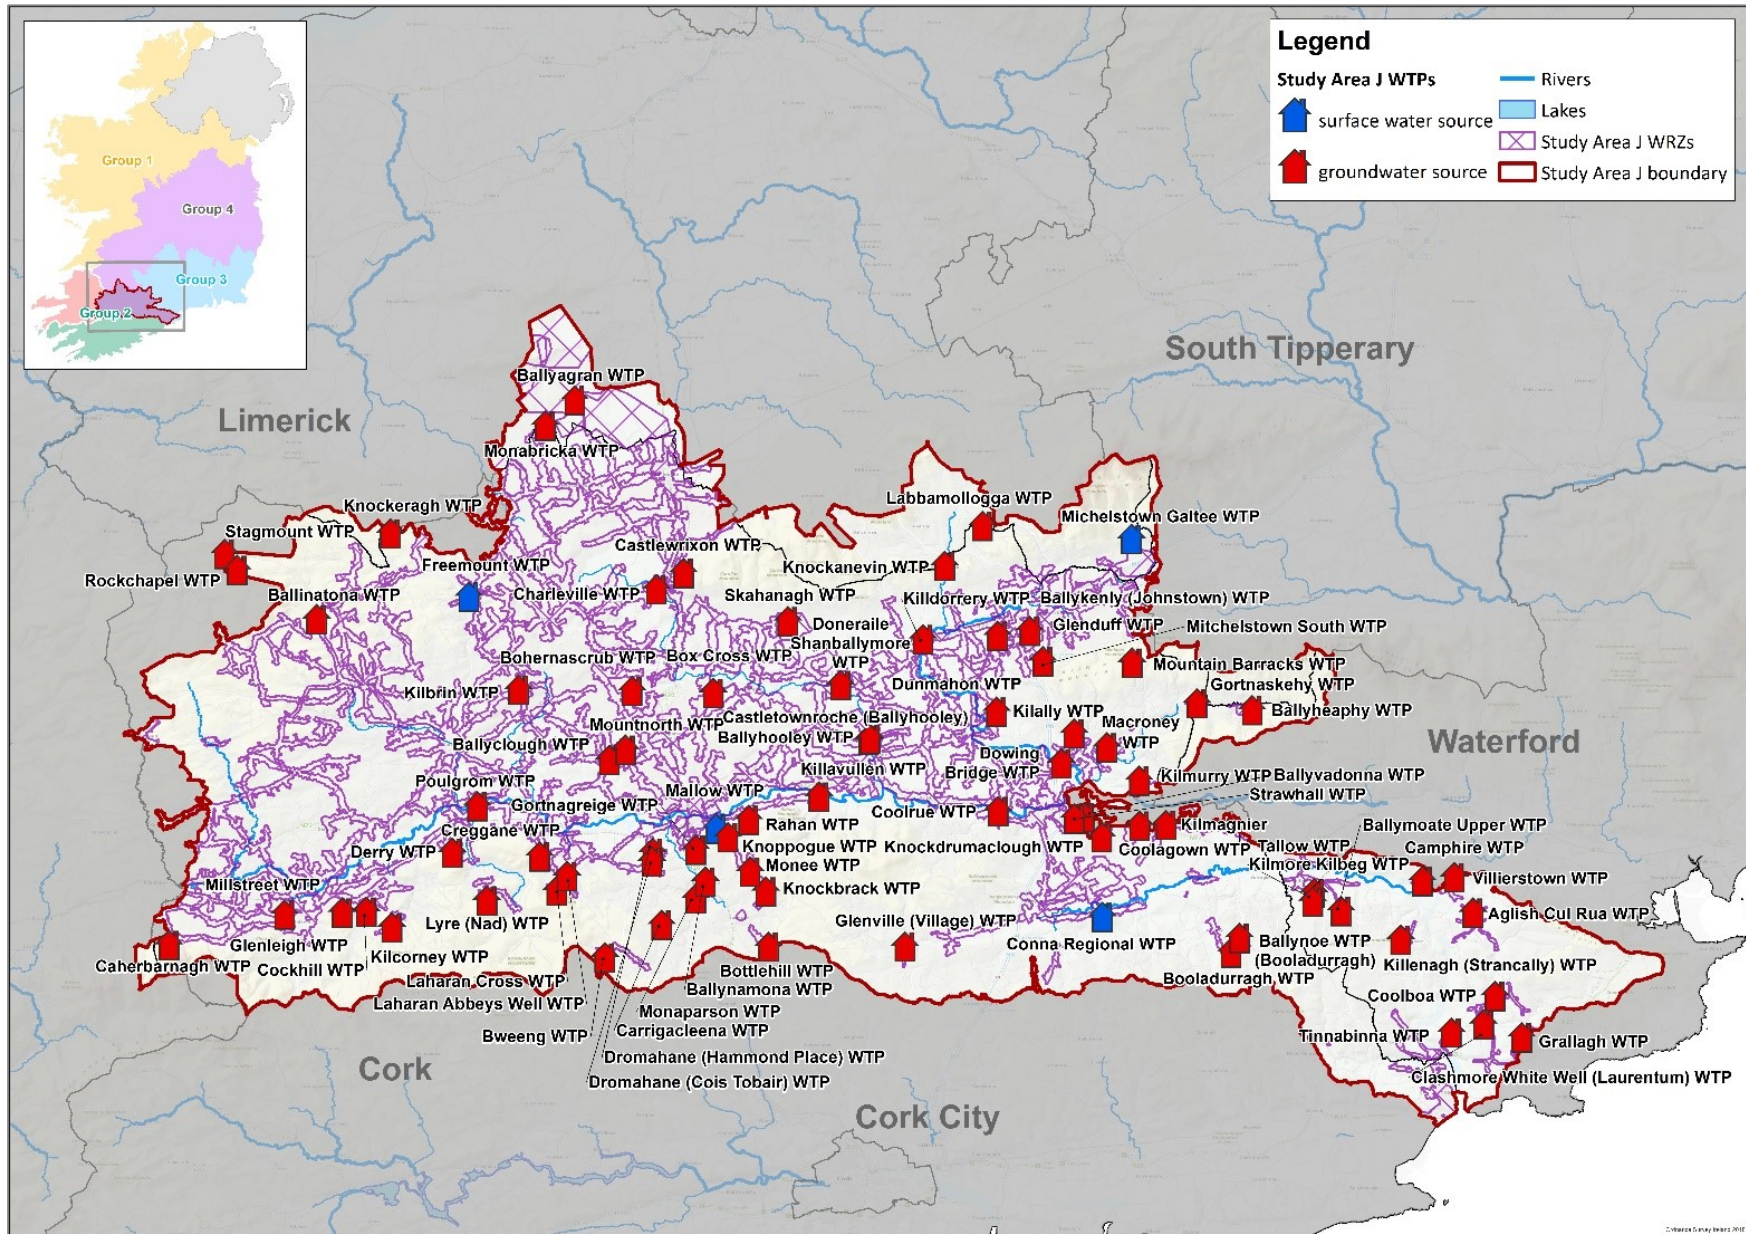 Group 1
Group 4
Group 3
Group 2
Legend
Study Area J WTPs
surface water source
groundwater source
Rivers
Lakes
Study Area J WRZs
Study Area J boundary
South Tipperary
Limerick
Waterford
Cork
Cork City
Ballyagran WTP
Monabricka WTP
Knockeragh WTP
Stagmount WTP
Rockchapel WTP
Labbamollogga WTP
Michelstown Galtee WTP
Castlewrixon WTP
Freemount WTP
Knockanevin WTP
Ballinatona WTP
Charleville WTP
Skahanagh WTP
Killdorrery WTP
Ballykenly (Johnstown) WTP
Doneraile
Shanballymore
WTP
Glenduff WTP
Mitchelstown South WTP
Bohernascrub WTP
Box Cross WTP
Mountain Barracks WTP
Kilbrin WTP
Dunmahon WTP
Gortnaskehy WTP
Ballyheaphy WTP
Mountnorth WTP
Castletownroche (Ballyhooley)
Kilally WTP
Macroney
WTP
Ballyclough WTP
Ballyhooley WTP
Dowing
Bridge WTP
Killavullen WTP
Poulgrom WTP
Kilmurry WTP
Ballyvadonna WTP
Mallow WTP
Strawhall WTP
Gortnagreige WTP
Coolrue WTP
Rahan WTP
Kilmagnier
Creggane WTP
Ballymoate Upper WTP
Knoppogue WTP
Knockdrumaclough WTP
Tallow WTP
Camphire WTP
Derry WTP
Coolagown WTP
Monee WTP
Kilmore Kilbeg WTP
Millstreet WTP
Villierstown WTP
Knockbrack WTP
Lyre (Nad) WTP
Glenville (Village) WTP
Aglish Cul Rua WTP
Glenleigh WTP
Conna Regional WTP
Ballynoe WTP
(Booladurragh)
Kilcorney WTP
Caherbarnagh WTP
Cockhill WTP
Killenagh (Strancally) WTP
Bottlehill WTP
Laharan Cross WTP
Booladurragh WTP
Ballynamona WTP
Coolboa WTP
Laharan Abbeys Well WTP
Monaparson WTP
Carrigacleena WTP
Bweeng WTP
Tinnabinna WTP
Grallagh WTP
Dromahane (Hammond Place) WTP
Clashmore White Well (Laurentum) WTP
Dromahane (Cois Tobair) WTP